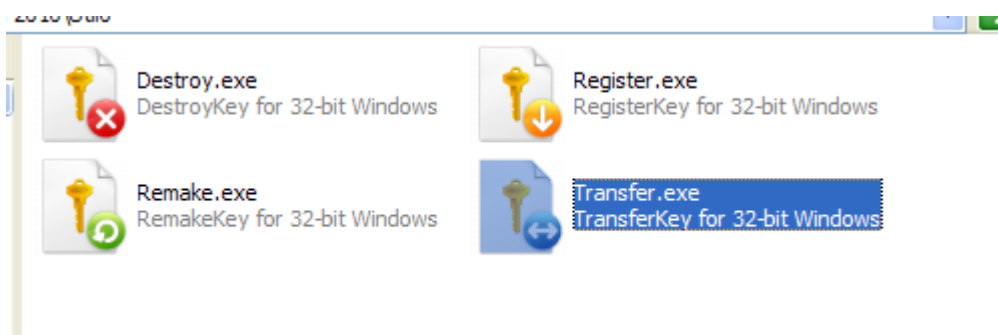 Destroy.exe
DestroyKey for 32-bit Windows
Register.exe
RegisterKey for 32-bit Windows
Remake.exe
RemakeKey for 32-bit Windows
Transfer.exe
TransferKey for 32-bit Windows